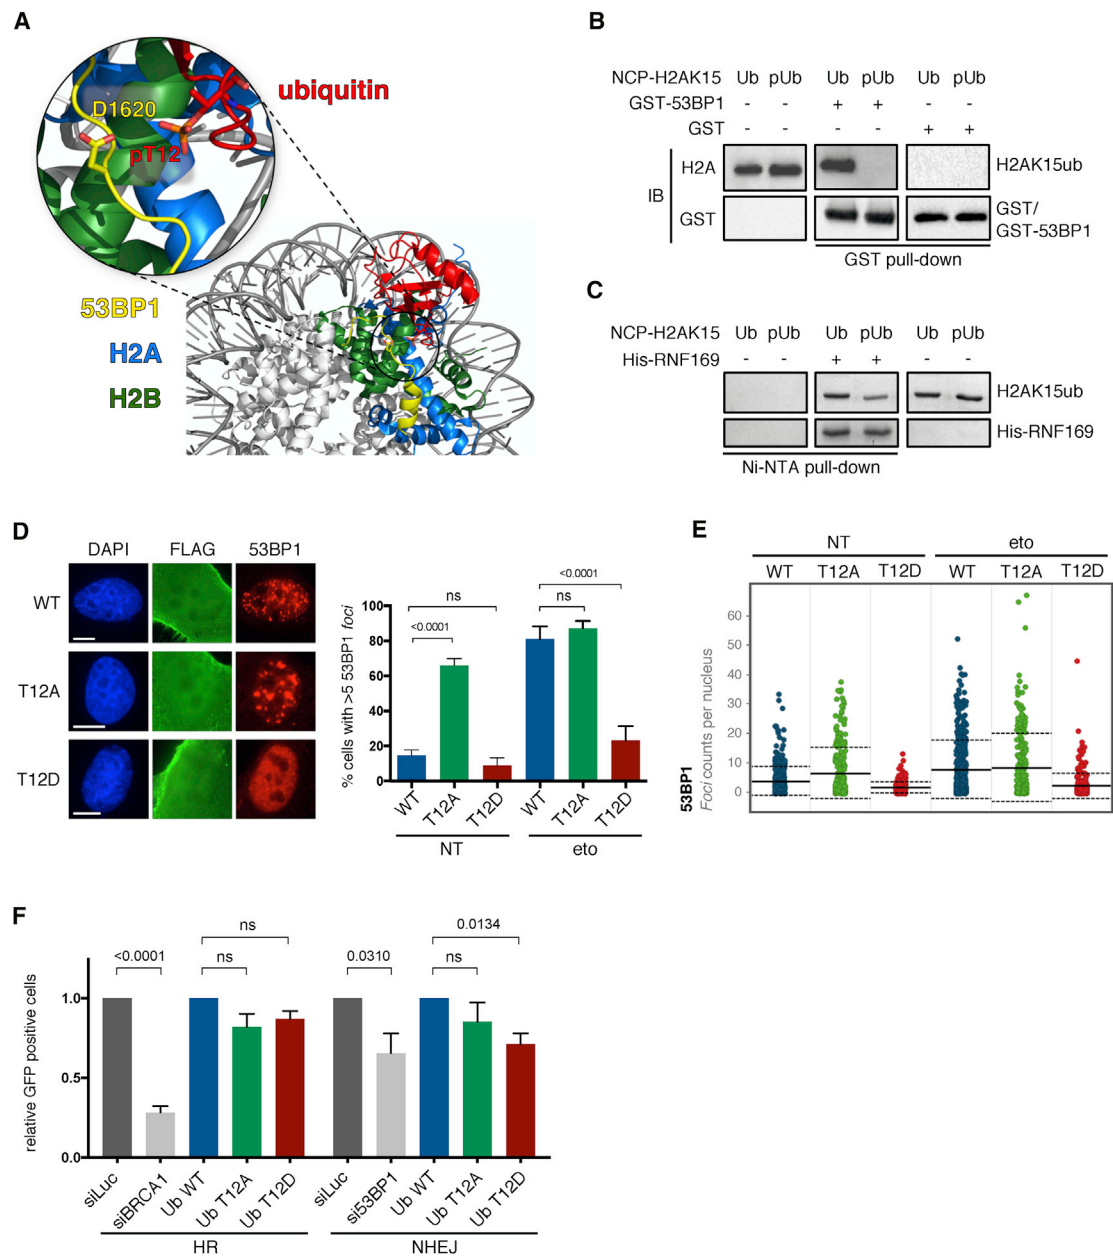 A
D1620
pT12
ubiquitin
53BP1
H2A
H2B
B
NCP-H2AK15 Ub pUb Ub pUb Ub pUb
GST-53BP1 - - + + - -
GST - - - - + +
IB
H2A
H2AK15ub
GST
GST/
GST-53BP1
GST pull-down
C
NCP-H2AK15 Ub pUb Ub pUb Ub pUb
His-RNF169 - - + + - -
H2AK15ub
His-RNF169
Ni-NTA pull-down
D
DAPI FLAG 53BP1
WT
T12A
T12D
% cells with >5 53BP1 foci
100
80
60
40
20
0
ns
<0.0001
<0.0001
ns
WT T12A T12D WT T12A T12D
NT eto
E
NT eto
WT T12A T12D WT T12A T12D
53BP1
Foci counts per nucleus
60
50
40
30
20
10
0
F
relative GFP positive cells
1.0
0.5
0.0
<0.0001
ns
ns
0.0310
ns
0.0134
siLuc siBRCA1 Ub WT Ub T12A Ub T12D siLuc si53BP1 Ub WT Ub T12A Ub T12D
HR NHEJ